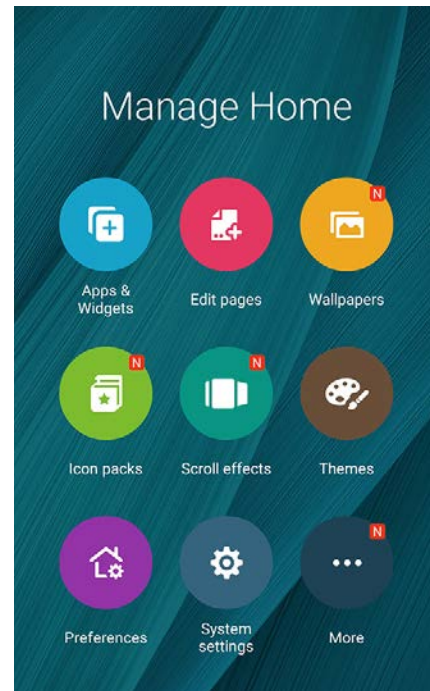 Manage Home
N
Apps &
Widgets
Edit pages
Wallpapers
N
N
Icon packs
Scroll effects
Themes
N
Preferences
System
settings
More